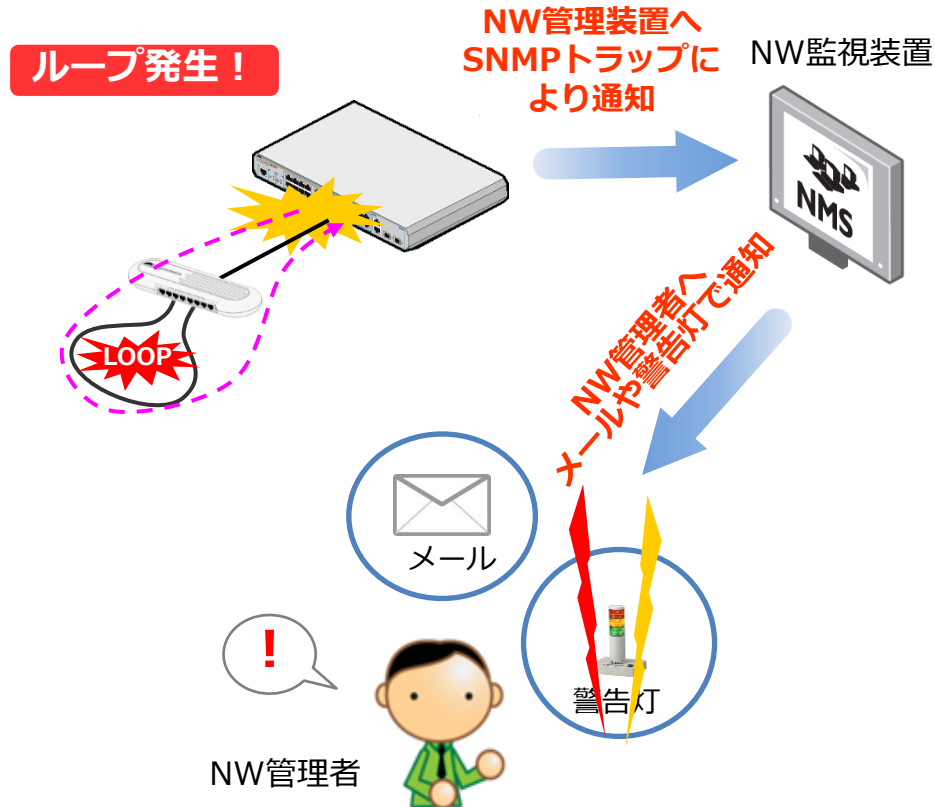 ループ発生！
NW管理装置へ
SNMPトラップに
より通知
NW監視装置
NMS
NW管理者へ
メールや警告灯で通知
LOOP
メール
!
警告灯
NW管理者